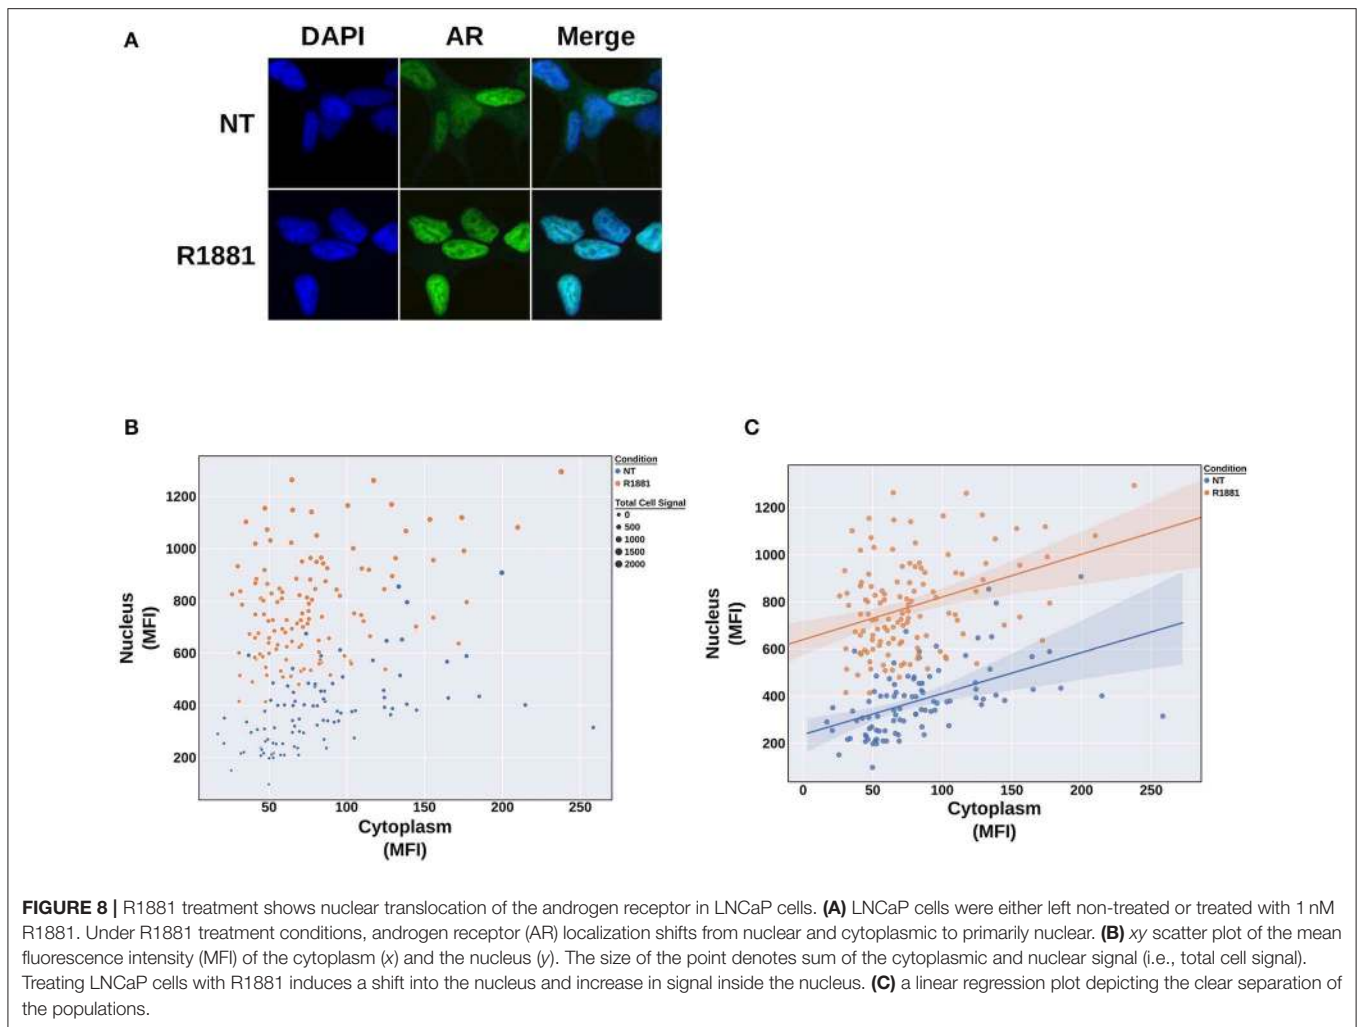 A
DAPI
AR
Merge
NT
R1881
B
Nucleus
(MFI)
1200
1000
800
600
400
200
50
100
150
200
250
Cytoplasm
(MFI)
Condition
NT
R1881
Total Cell Signal
0
500
1000
1500
2000
C
Nucleus
(MFI)
1200
1000
800
600
400
200
0
50
100
150
200
250
Cytoplasm
(MFI)
Condition
NT
R1881
FIGURE 8 | R1881 treatment shows nuclear translocation of the androgen receptor in LNCaP cells. (A) LNCaP cells were either left non-treated or treated with 1 nM
R1881. Under R1881 treatment conditions, androgen receptor (AR) localization shifts from nuclear and cytoplasmic to primarily nuclear. (B) xy scatter plot of the mean
fluorescence intensity (MFI) of the cytoplasm (x) and the nucleus (y). The size of the point denotes sum of the cytoplasmic and nuclear signal (i.e., total cell signal).
Treating LNCaP cells with R1881 induces a shift into the nucleus and increase in signal inside the nucleus. (C) a linear regression plot depicting the clear separation of
the populations.